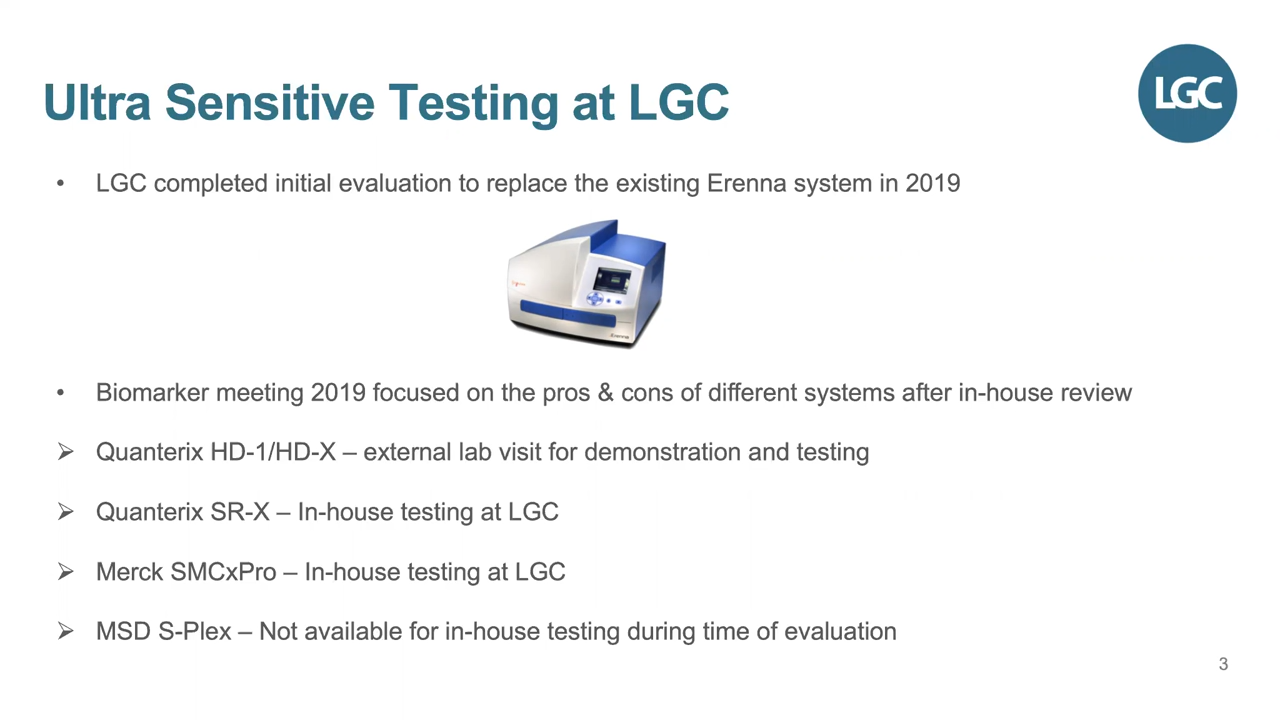 Ultra Sensitive Testing at LGC
LGC
• LGC completed initial evaluation to replace the existing Erenna system in 2019
Erenna
• Biomarker meeting 2019 focused on the pros & cons of different systems after in-house review
➢ Quanterix HD-1/HD-X – external lab visit for demonstration and testing
➢ Quanterix SR-X – In-house testing at LGC
➢ Merck SMCxPro – In-house testing at LGC
➢ MSD S-Plex – Not available for in-house testing during time of evaluation
3